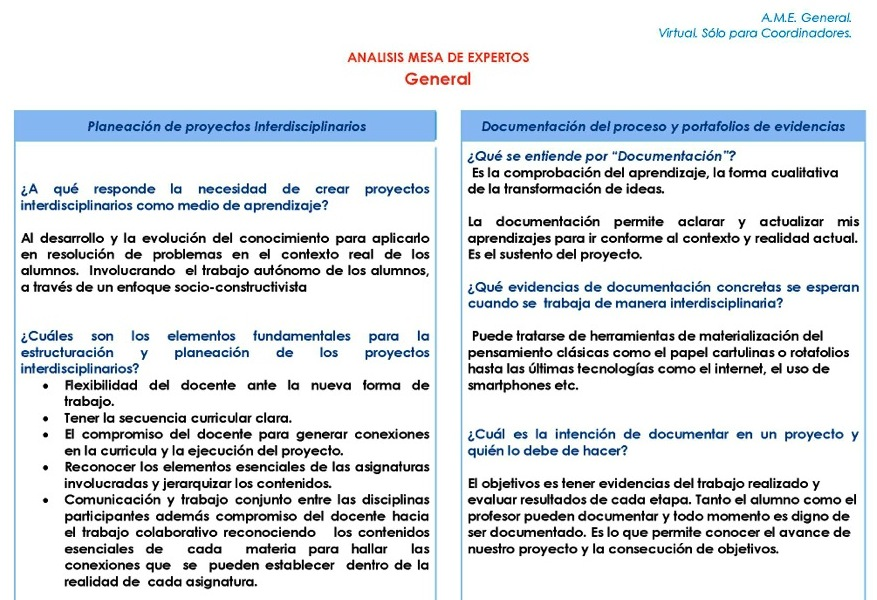 A.M.E. General.
Virtual. Sólo para Coordinadores.
ANALISIS MESA DE EXPERTOS
General
Planeación de proyectos Interdisciplinarios
¿A qué responde la necesidad de crear proyectos
interdisciplinarios como medio de aprendizaje?
Al desarrollo y la evolución del conocimiento para aplicarlo
en resolución de problemas en el contexto real de los
alumnos. Involucrando el trabajo autónomo de los alumnos,
a través de un enfoque socio-constructivista
¿Cuáles son los elementos fundamentales para la
estructuración y planeación de los proyectos
interdisciplinarios?
• Flexibilidad del docente ante la nueva forma de
trabajo.
• Tener la secuencia curricular clara.
• El compromiso del docente para generar conexiones
en la curricula y la ejecución del proyecto.
• Reconocer los elementos esenciales de las asignaturas
involucradas y jerarquizar los contenidos.
• Comunicación y trabajo conjunto entre las disciplinas
participantes además compromiso del docente hacia
el trabajo colaborativo reconociendo los contenidos
esenciales de cada materia para hallar las
conexiones que se pueden establecer dentro de la
realidad de cada asignatura.
Documentación del proceso y portafolios de evidencias
¿Qué se entiende por “Documentación”?
Es la comprobación del aprendizaje, la forma cualitativa
de la transformación de ideas.
La documentación permite aclarar y actualizar mis
aprendizajes para ir conforme al contexto y realidad actual.
Es el sustento del proyecto.
¿Qué evidencias de documentación concretas se esperan
cuando se trabaja de manera interdisciplinaria?
Puede tratarse de herramientas de materialización del
pensamiento clásicas como el papel cartulinas o rotafolios
hasta las últimas tecnologías como el internet, el uso de
smartphones etc.
¿Cuál es la intención de documentar en un proyecto y
quién lo debe de hacer?
El objetivos es tener evidencias del trabajo realizado y
evaluar resultados de cada etapa. Tanto el alumno como el
profesor pueden documentar y todo momento es digno de
ser documentado. Es lo que permite conocer el avance de
nuestro proyecto y la consecución de objetivos.